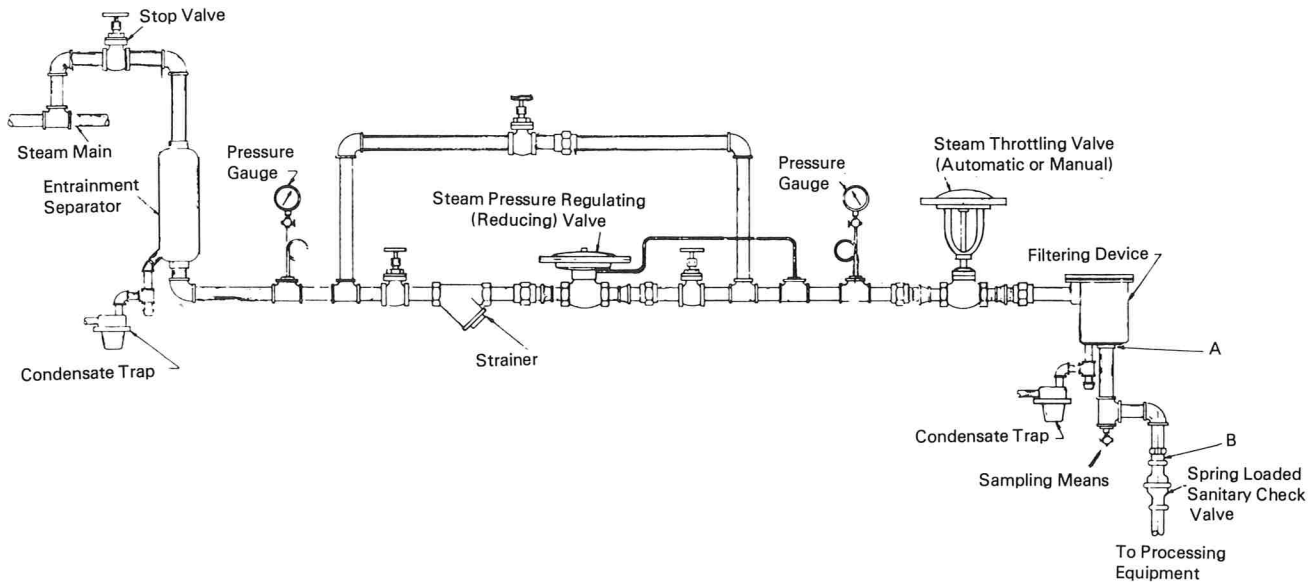 Stop Valve
Steam Main
Entrainment
Separator
Condensate Trap
Pressure
Gauge
Steam Pressure Regulating
(Reducing) Valve
Strainer
Pressure
Gauge
Steam Throttling Valve
(Automatic or Manual)
Filtering Device
A
Condensate Trap
Sampling Means
B
Spring Loaded
Sanitary Check
Valve
To Processing
Equipment